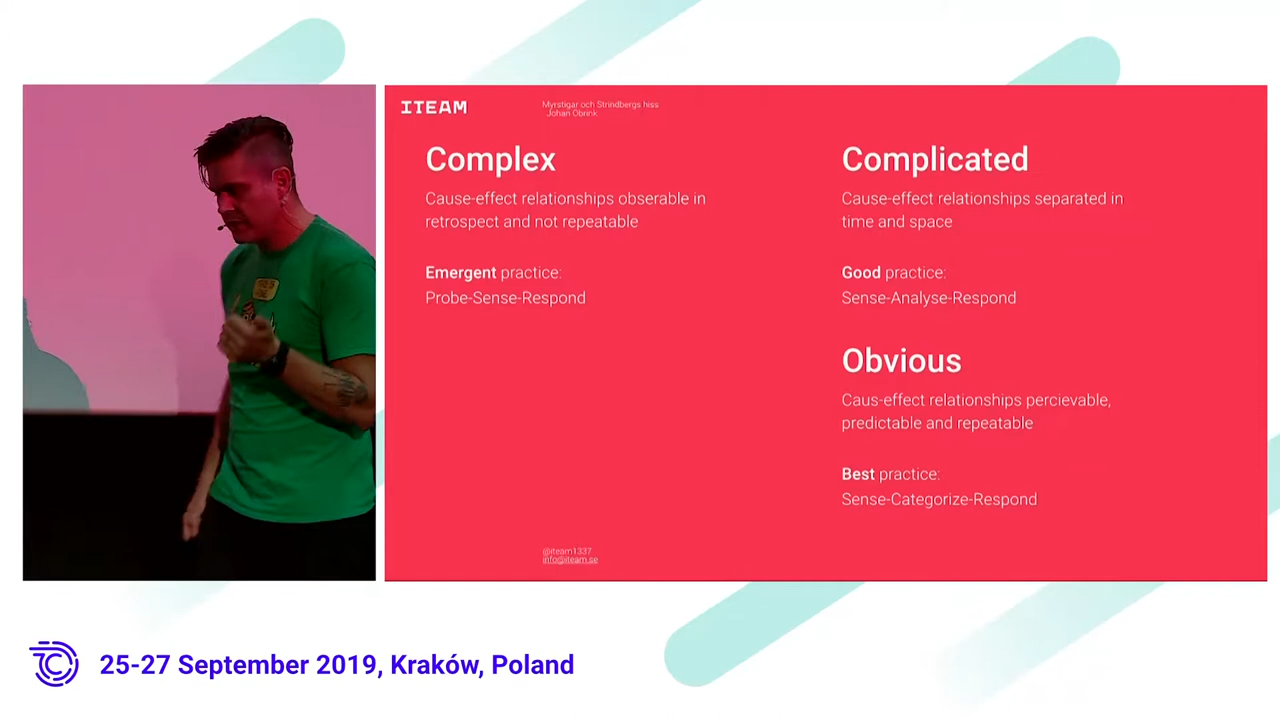 ITEAM
Myrstigar och Strindbergs hiss
Johan Öbrink
Complex
Cause-effect relationships obserable in
retrospect and not repeatable
Emergent practice:
Probe-Sense-Respond
Complicated
Cause-effect relationships separated in
time and space
Good practice:
Sense-Analyse-Respond
Obvious
Caus-effect relationships percievable,
predictable and repeatable
Best practice:
Sense-Categorize-Respond
@iteam1337
info@iteam.se
25-27 September 2019, Kraków, Poland